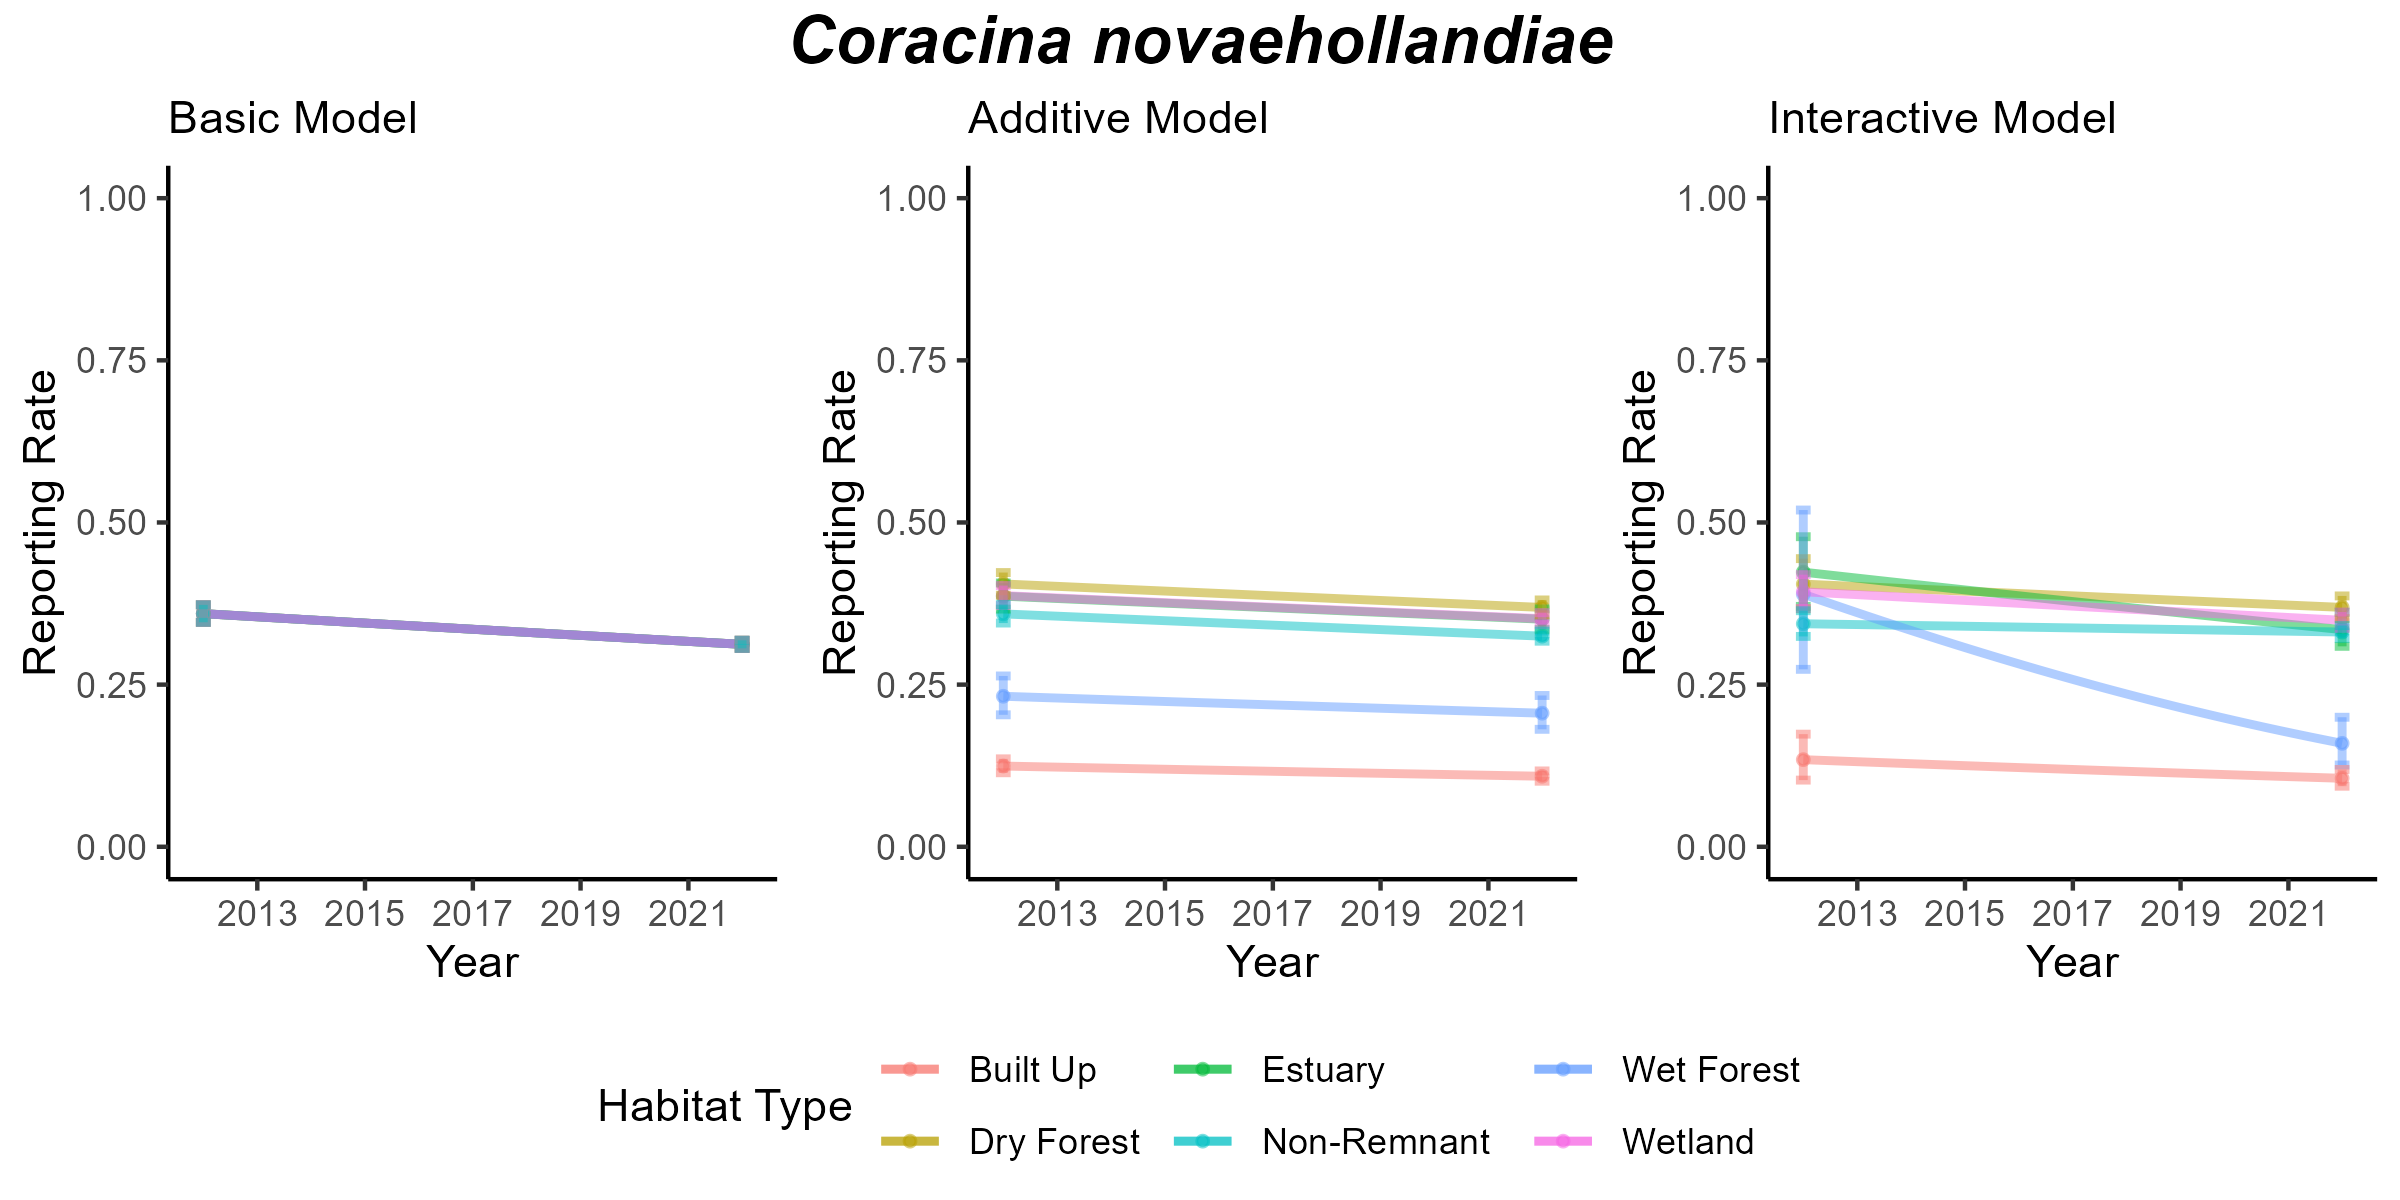 Coracina novaehollandiae
Basic Model
Additive Model
Interactive Model
Reporting Rate
1.00
0.75
0.50
0.25
0.00
2013 2015 2017 2019 2021
Year
Reporting Rate
1.00
0.75
0.50
0.25
0.00
2013 2015 2017 2019 2021
Year
Reporting Rate
1.00
0.75
0.50
0.25
0.00
2013 2015 2017 2019 2021
Year
Habitat Type
Built Up
Estuary
Wet Forest
Dry Forest
Non-Remnant
Wetland